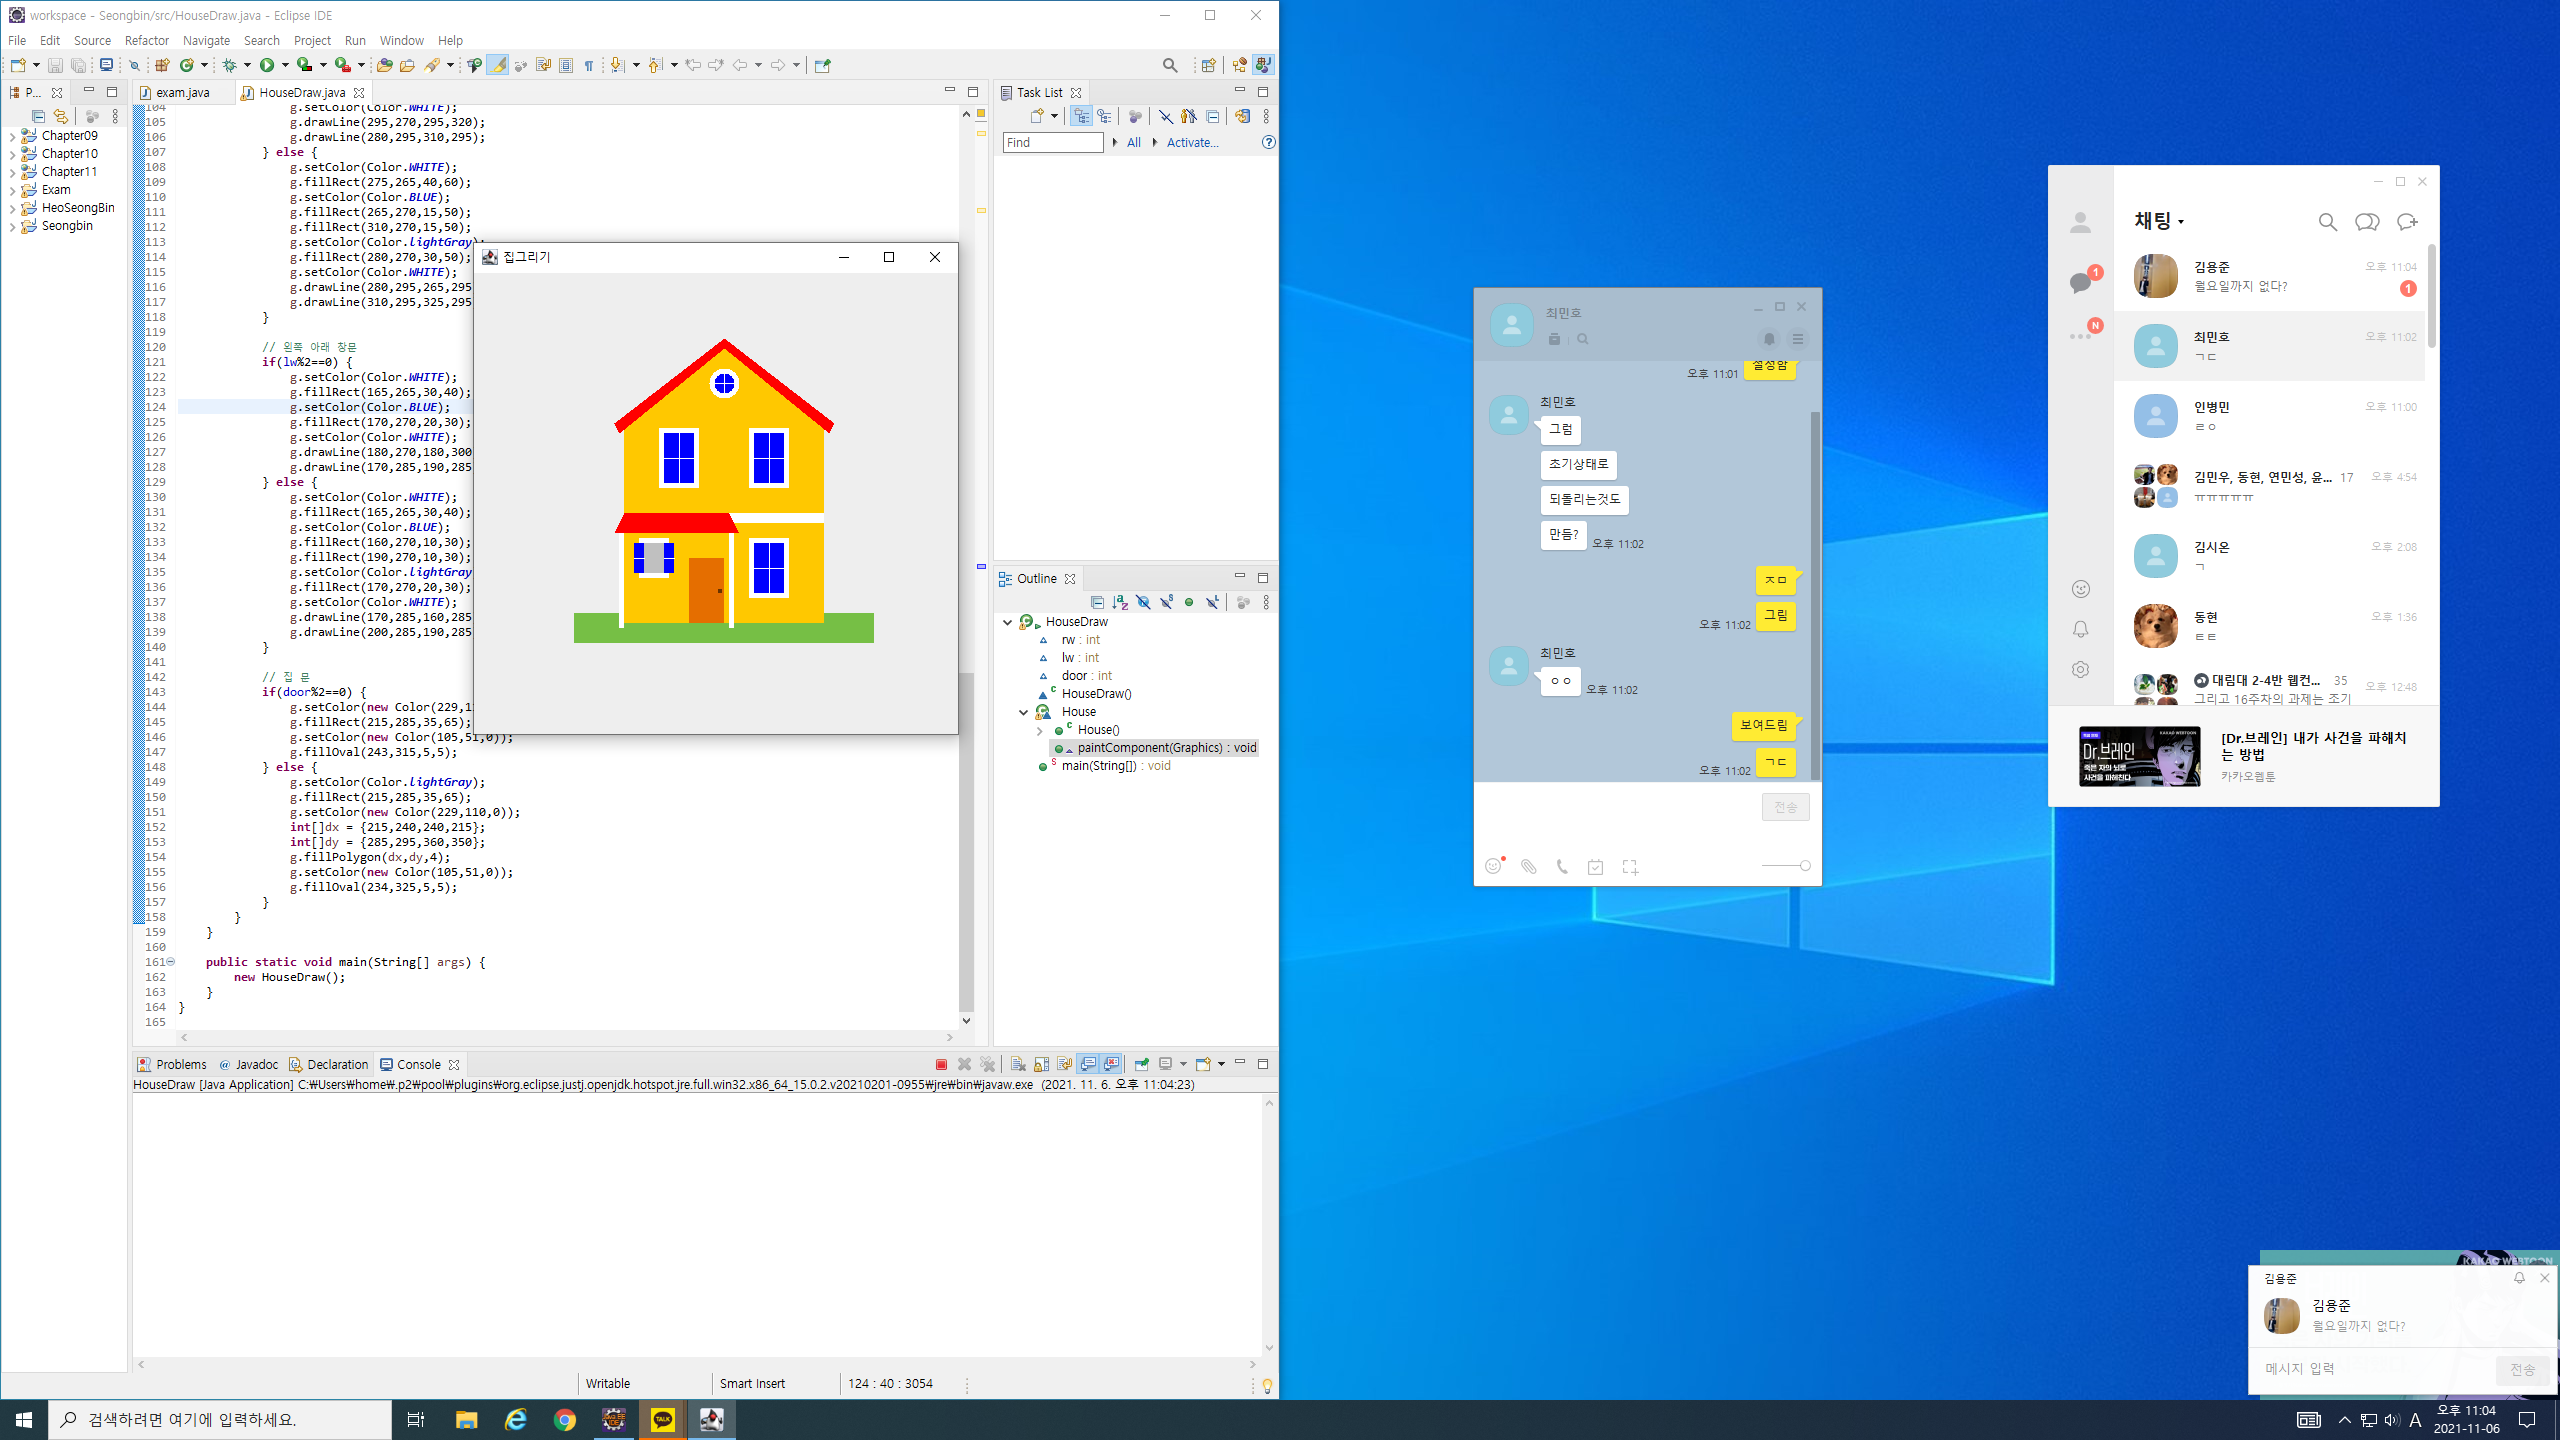 workspace - Seongbin/src/HouseDraw.java - Eclipse IDE
File Edit Source Refactor Navigate Search Project Run Window Help
P...
Chapter09
Chapter10
Chapter11
Exam
HeoSeongBin
Seongbin
exam.java
HouseDraw.java
104 g.setColor(Color.WHITE);
105 g.drawLine(295,270,295,320);
106 g.drawLine(280,295,310,295);
107 } else {
108 g.setColor(Color.WHITE);
109 g.fillRect(275,265,40,60);
110 g.setColor(Color.BLUE);
111 g.fillRect(265,270,15,50);
112 g.fillRect(310,270,15,50);
113 g.setColor(Color.lightGray);
114 g.fillRect(280,270,30,50);
115 g.setColor(Color.WHITE);
116 g.drawLine(280,295,265,295
117 g.drawLine(310,295,325,295
118 }
119
120 // 왼쪽 아래 창문
121 if(lw%2==0) {
122 g.setColor(Color.WHITE);
123 g.fillRect(165,265,30,40);
124 g.setColor(Color.BLUE);
125 g.fillRect(170,270,20,30);
126 g.setColor(Color.WHITE);
127 g.drawLine(180,270,180,300
128 g.drawLine(170,285,190,285
129 } else {
130 g.setColor(Color.WHITE);
131 g.fillRect(165,265,30,40);
132 g.setColor(Color.BLUE);
133 g.fillRect(160,270,10,30);
134 g.fillRect(190,270,10,30);
135 g.setColor(Color.lightGray
136 g.fillRect(170,270,20,30);
137 g.setColor(Color.WHITE);
138 g.drawLine(170,285,160,285
139 g.drawLine(200,285,190,285
140 }
141
142 // 집 문
143 if(door%2==0) {
144 g.setColor(new Color(229,1
145 g.fillRect(215,285,35,65);
146 g.setColor(new Color(105,51,0));
147 g.fillOval(243,315,5,5);
148 } else {
149 g.setColor(Color.lightGray);
150 g.fillRect(215,285,35,65);
151 g.setColor(new Color(229,110,0));
152 int[]dx = {215,240,240,215};
153 int[]dy = {285,295,360,350};
154 g.fillPolygon(dx,dy,4);
155 g.setColor(new Color(105,51,0));
156 g.fillOval(234,325,5,5);
157 }
158 }
159 }
160
161 public static void main(String[] args) {
162 new HouseDraw();
163 }
164 }
165
집그리기
Task List
Find
All
Activate...
Outline
HouseDraw
rw : int
lw : int
door : int
HouseDraw()
House
House()
paintComponent(Graphics) : void
main(String[]) : void
Problems
@ Javadoc
Declaration
Console
HouseDraw [Java Application] C:₩Users₩home₩.p2₩pool₩plugins₩org.eclipse.justj.openjdk.hotspot.jre.full.win32.x86_64_15.0.2.v20210201-0955₩jre₩bin₩javaw.exe (2021. 11. 6. 오후 11:04:23)
Writable
Smart Insert
124 : 40 : 3054
최민호
오후 11:01
최민호
그럼
초기상태로
되돌리는것도
만듬?
오후 11:02
ㅈㅁ
그림
오후 11:02
최민호
ㅇㅇ
오후 11:02
보여드림
ㄱㄷ
오후 11:02
전송
채팅
1
N
김용준
오후 11:04
월요일까지 없다?
1
최민호
오후 11:02
ㄱㄷ
인병민
오후 11:00
ㄹㅇ
김민우, 동현, 연민성, 윤... 17
오후 4:54
ㅠㅠㅠㅠㅠ
김시온
오후 2:08
ㄱ
동현
오후 1:36
ㅌㅌ
대림대 2-4반 웹컨... 35
오후 12:48
그리고 16주차의 과제는 조기
Dr.브레인
죽은 자의 뇌로
사건을 파헤친다
KAKAO WEBTOON
[Dr.브레인] 내가 사건을 파헤치
는 방법
카카오웹툰
KAKAO WEBTOON
김용준
김용준
월요일까지 없다?
메시지 입력
전송
검색하려면 여기에 입력하세요.
TALK
A
오후 11:04
2021-11-06